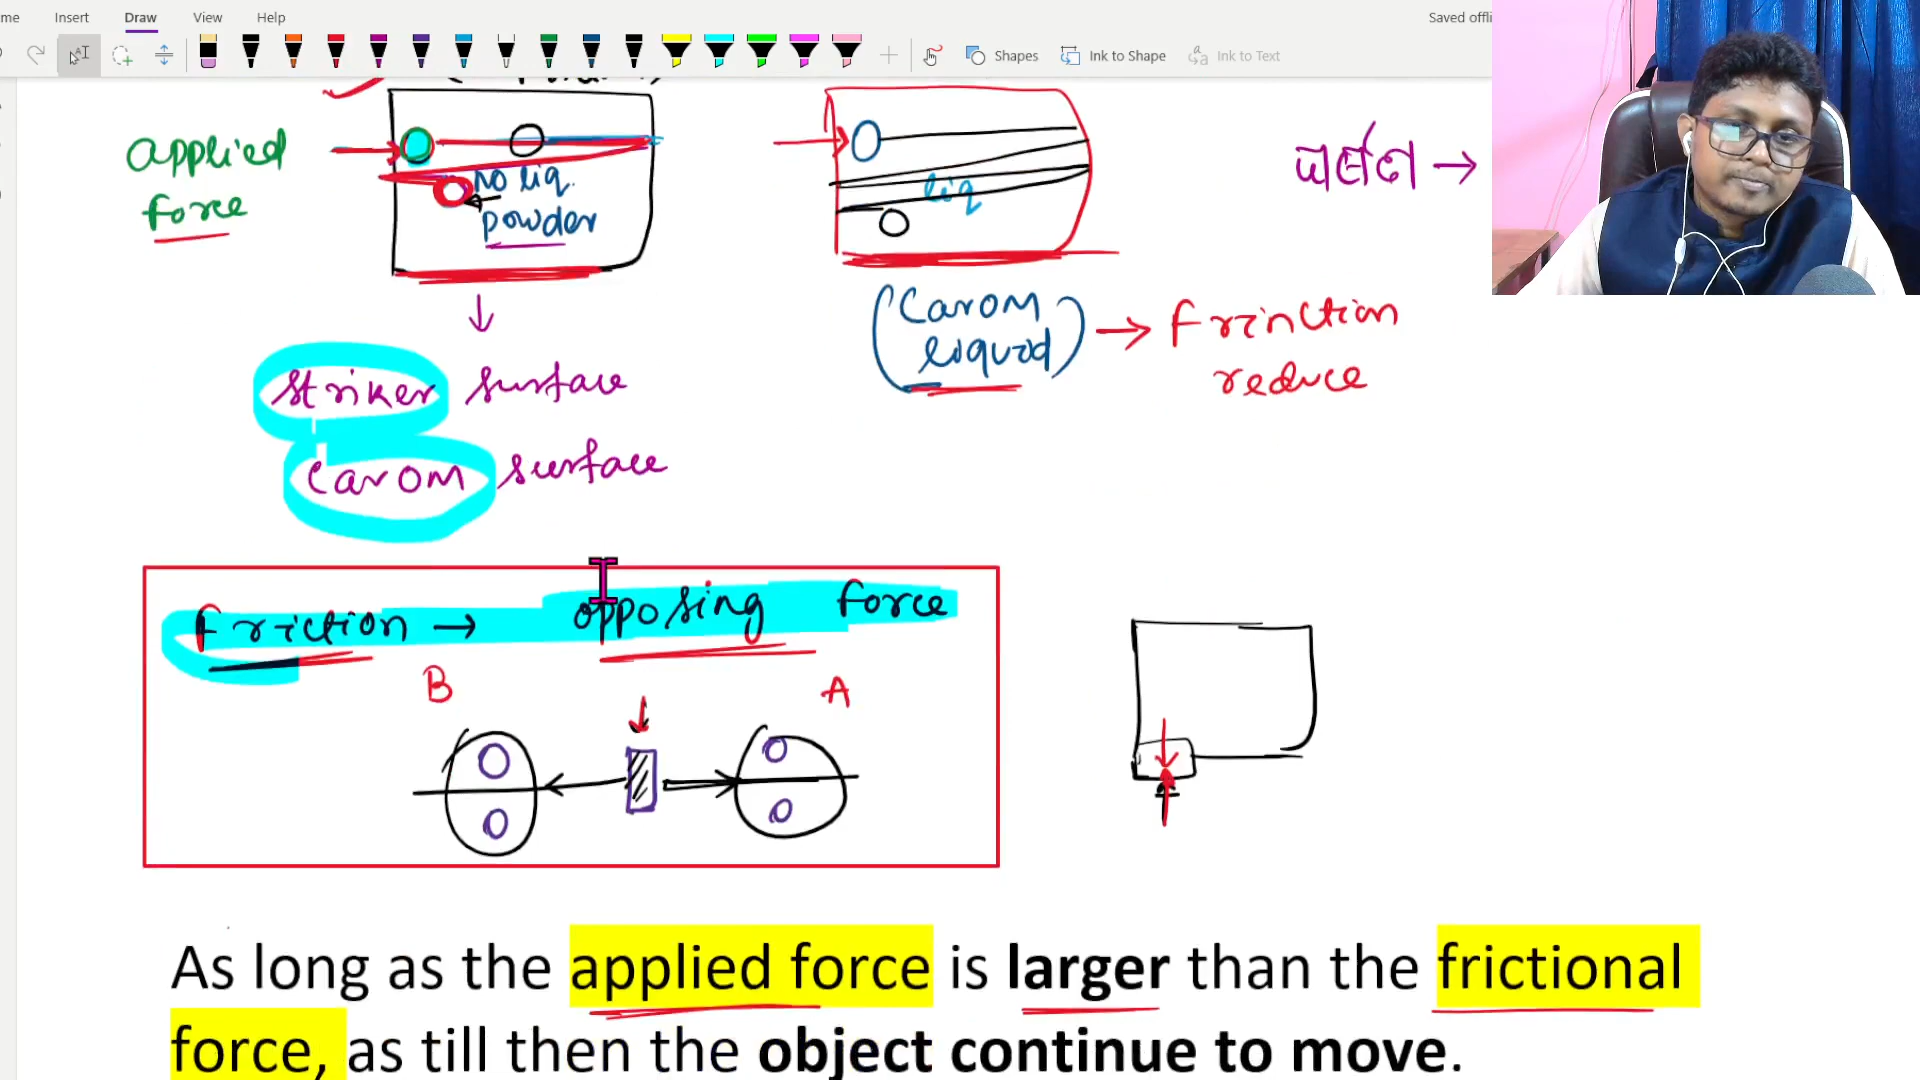 Insert Draw View Help
Saved offli
Shapes Ink to Shape Ink to Text
applied
force
No liq.
powder
liq
(Carom
liquid) → Frinction
reduce
striker surface
Carom surface
friction → opposing force
B A
As long as the applied force is larger than the frictional
force, as till then the object continue to move.